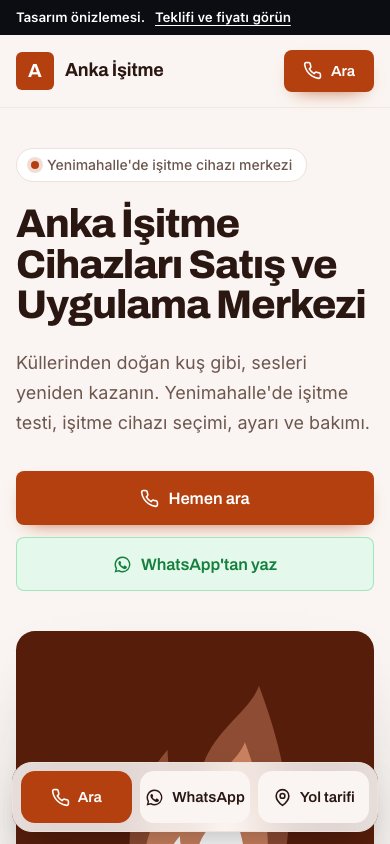 Tasarım önizlemesi. Teklifi ve fiyatı görün
A Anka İşitme Ara
Yenimahalle'de işitme cihazı merkezi
Anka İşitme
Cihazları Satış ve
Uygulama Merkezi
Küllerinden doğan kuş gibi, sesleri
yeniden kazanın. Yenimahalle'de işitme
testi, işitme cihazı seçimi, ayarı ve bakımı.
Hemen ara
WhatsApp'tan yaz
Ara WhatsApp Yol tarifi